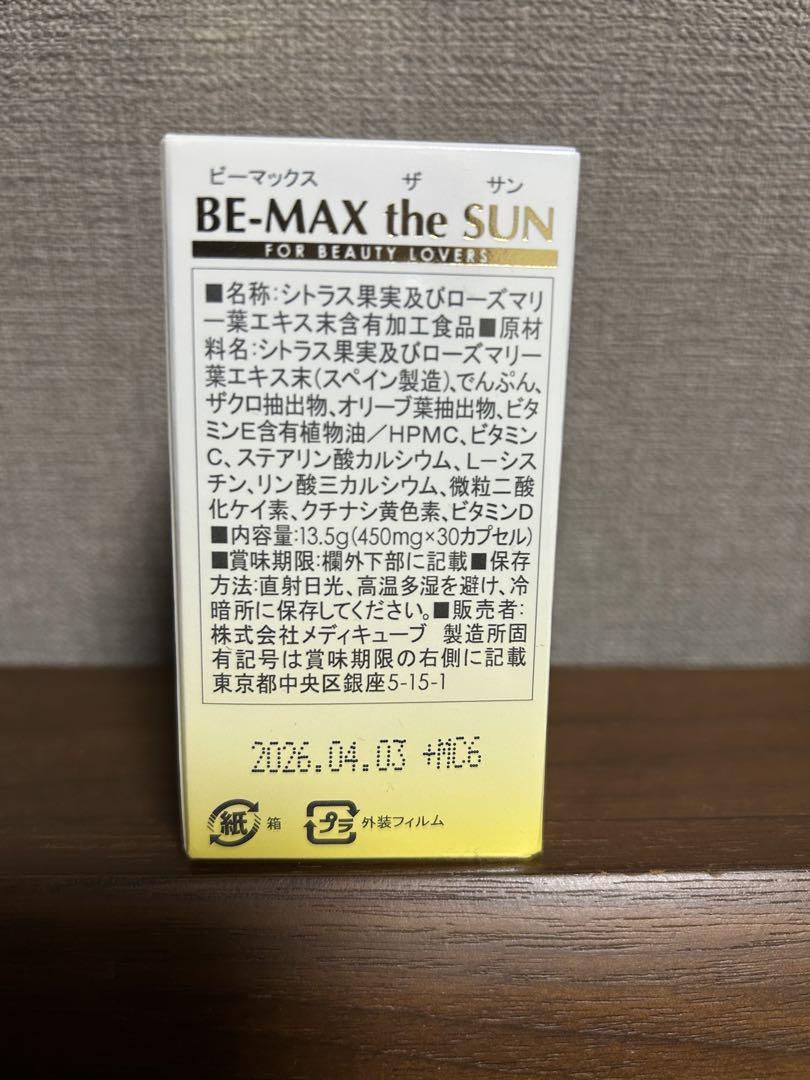 ビーマックス ザ サン
BE-MAX the SUN
FOR BEAUTY LOVERS
■名称:シトラス果実及びローズマリ
ー葉エキス末含有加工食品■原材
料名:シトラス果実及びローズマリー
葉エキス末(スペイン製造)、でんぷん、
ザクロ抽出物、オリーブ葉抽出物、ビタ
ミンE含有植物油/HPMC、ビタミン
C、ステアリン酸カルシウム、L-シス
チン、リン酸三カルシウム、微粒二酸
化ケイ素、クチナシ黄色素、ビタミンD
■内容量:13.5g(450mg×30カプセル)
■賞味期限:欄外下部に記載■保存
方法:直射日光、高温多湿を避け、冷
暗所に保存してください。■販売者:
株式会社メディキューブ 製造所固
有記号は賞味期限の右側に記載
東京都中央区銀座5-15-1
2026.04.03 +MC6
紙 箱 プラ 外装フィルム